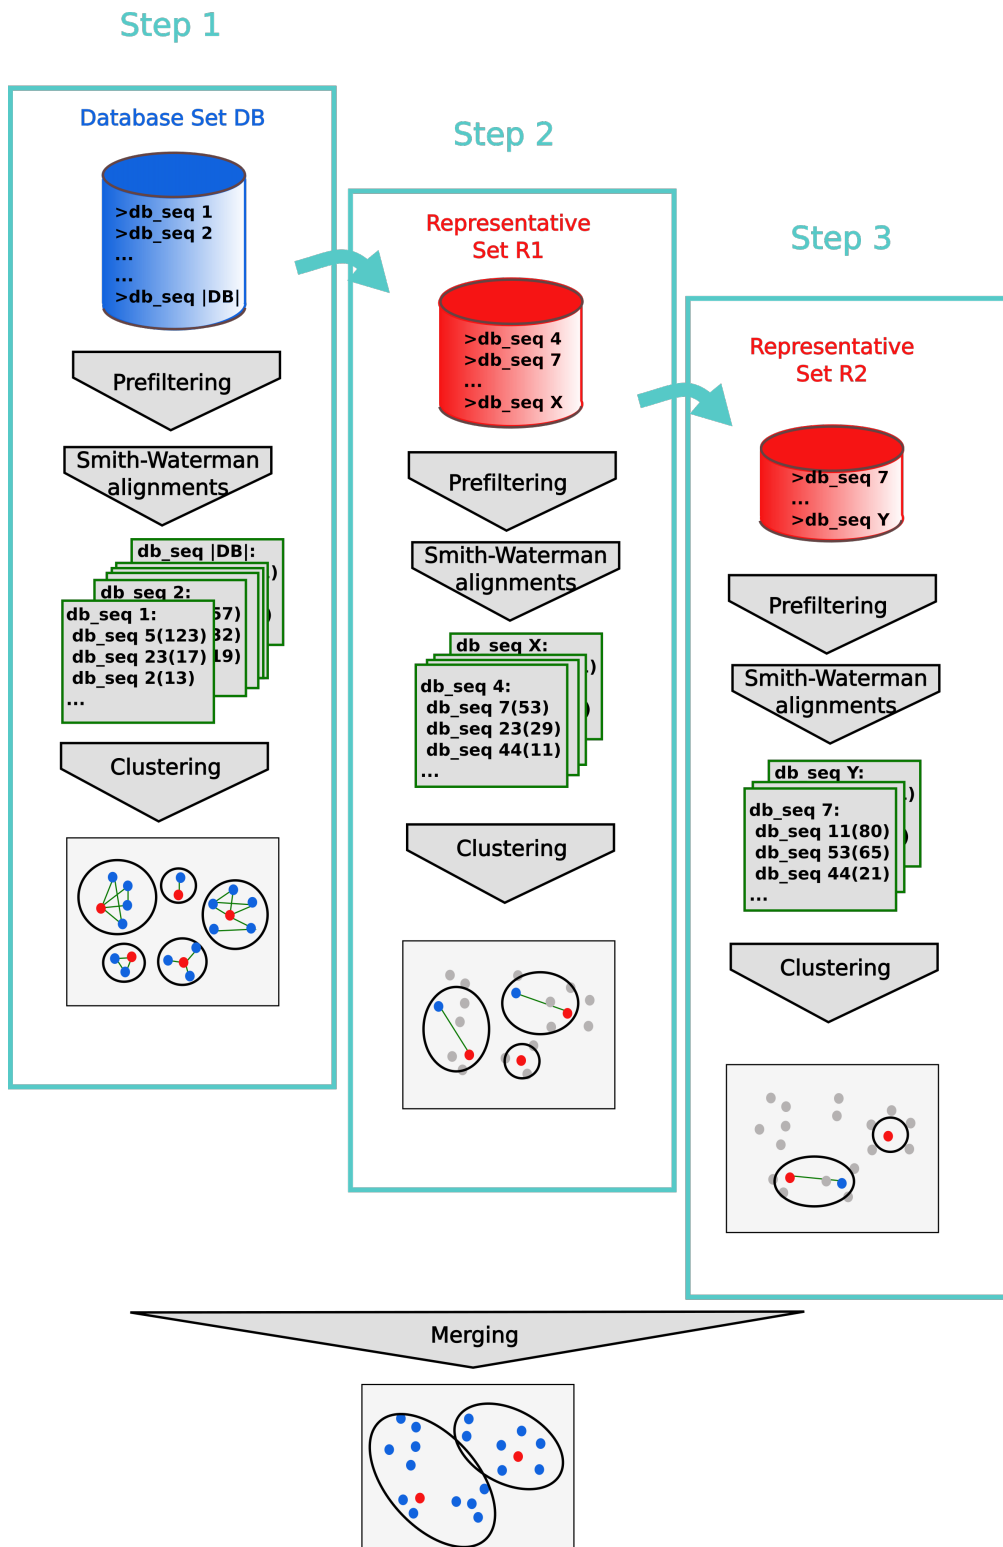 Step 1
Database Set DB
>db_seq 1
>db_seq 2
...
...
>db_seq |DB|
Prefiltering
Smith-Waterman
alignments
db_seq |DB|:
)
db_seq 2:
57)
32)
19)
db_seq 1:
db_seq 5(123)
db_seq 23(17)
db_seq 2(13)
...
Clustering
Step 2
Representative
Set R1
>db_seq 4
>db_seq 7
...
>db_seq X
Prefiltering
Smith-Waterman
alignments
db_seq X:
)
db_seq 4:
db_seq 7(53)
db_seq 23(29)
db_seq 44(11)
...
Clustering
Step 3
Representative
Set R2
>db_seq 7
...
>db_seq Y
Prefiltering
Smith-Waterman
alignments
db_seq Y:
)
db_seq 7:
db_seq 11(80)
db_seq 53(65)
db_seq 44(21)
...
Clustering
Merging